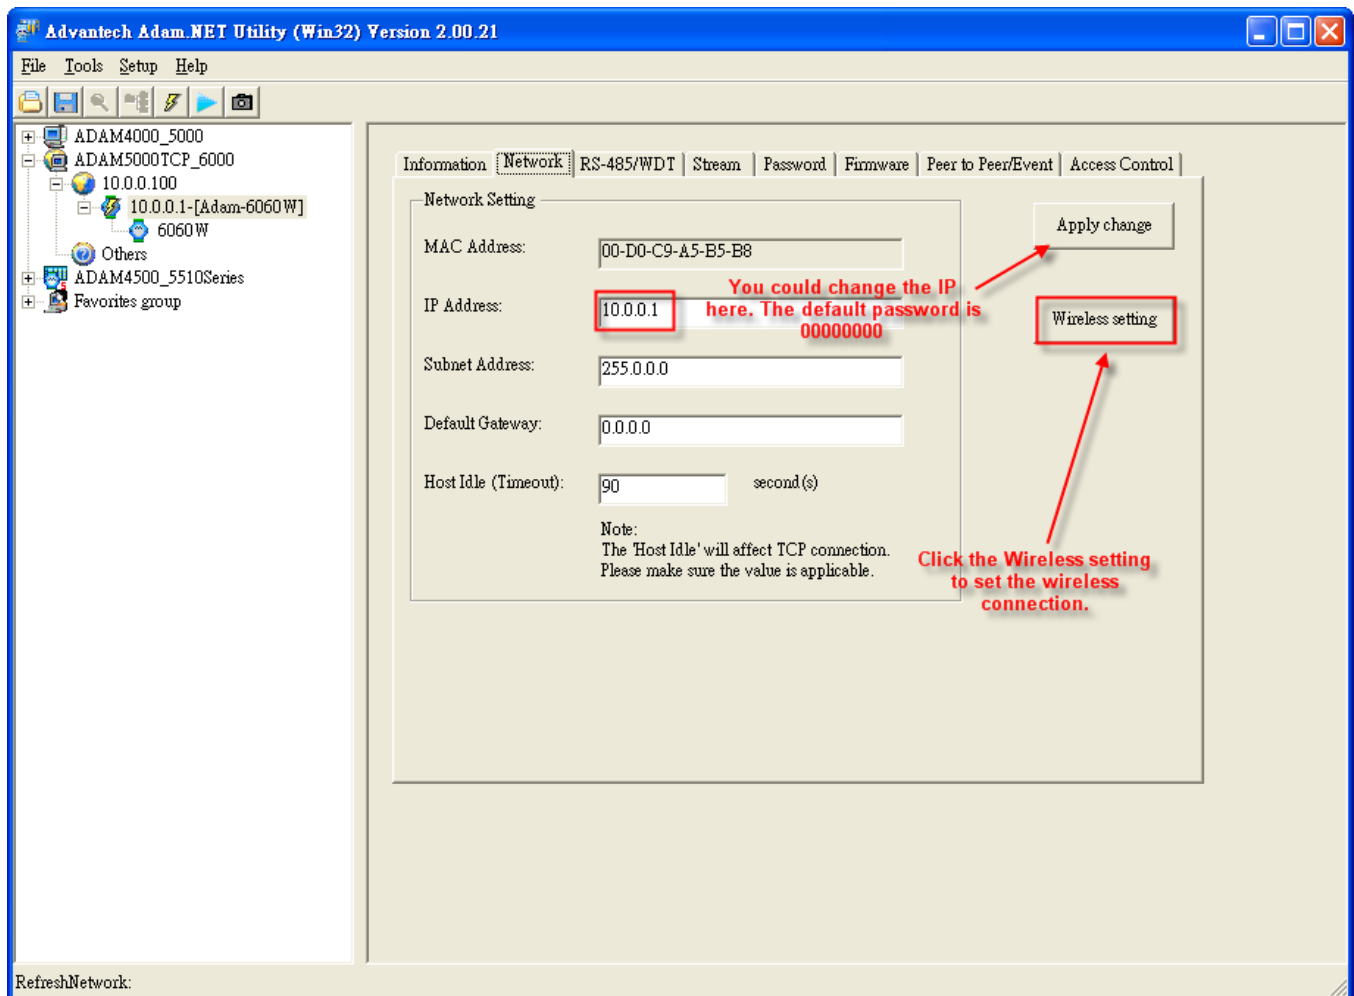 Advantech Adam.NET Utility (Win32) Version 2.00.21
File Tools Setup Help
ADAM4000_5000
ADAM5000TCP_6000
10.0.0.100
10.0.0.1-[Adam-6060W]
6060W
Others
ADAM4500_5510Series
Favorites group
Information Network RS-485/WDT Stream Password Firmware Peer to Peer/Event Access Control
Network Setting
MAC Address: 00-D0-C9-A5-B5-B8
Apply change
You could change the IP
here. The default password is
00000000
IP Address: 10.0.0.1
Wireless setting
Subnet Address: 255.0.0.0
Default Gateway: 0.0.0.0
Host Idle (Timeout): 90 second(s)
Note:
The 'Host Idle' will affect TCP connection.
Please make sure the value is applicable.
Click the Wireless setting
to set the wireless
connection.
RefreshNetwork: